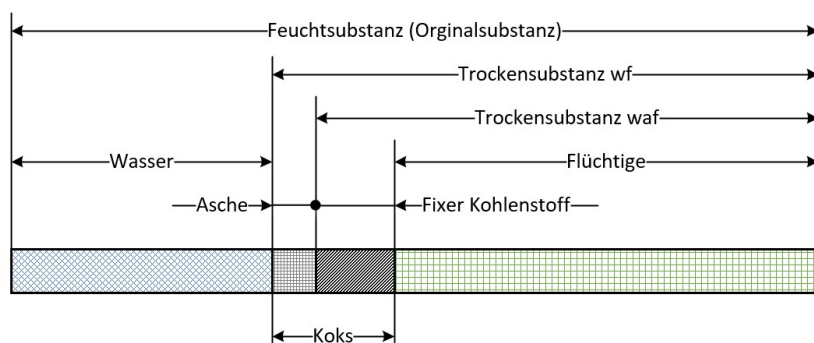 Feuchtsubstanz (Orginalsubstanz)
Trockensubstanz wf
Trockensubstanz waf
Wasser
Flüchtige
Asche
Fixer Kohlenstoff
Koks